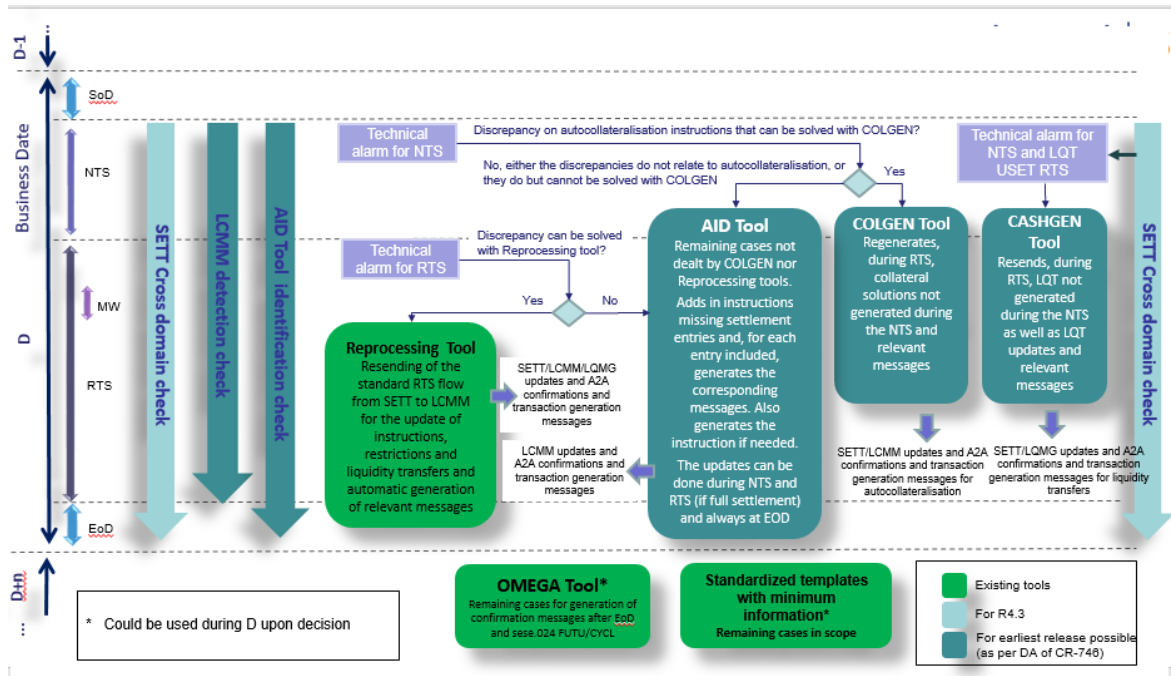 D-1
...
Business Date
D
SoD
NTS
MW
RTS
EoD
D+n
...
SETT Cross domain check
LCMM detection check
AID Tool identification check
Technical
alarm for NTS
Discrepancy on autocollateralisation instructions that can be solved with COLGEN?
No, either the discrepancies do not relate to autocollateralisation, or
they do but cannot be solved with COLGEN
Yes
Technical alarm for
NTS and LQT
USET RTS
SETT Cross domain check
Technical
alarm for RTS
Discrepancy can be solved
with Reprocessing tool?
Yes
No
Reprocessing Tool
Resending of the
standard RTS flow
from SETT to LCMM
for the update of
instructions,
restrictions and
liquidity transfers and
automatic generation
of relevant messages
SETT/LCMM/LQMG
updates and A2A
confirmations and
transaction generation
messages
LCMM updates and
A2A confirmations and
transaction generation
messages
AID Tool
Remaining cases not
dealt by COLGEN nor
Reprocessing tools.
Adds in instructions
missing settlement
entries and, for each
entry included,
generates the
corresponding
messages. Also
generates the
instruction if needed.
The updates can be
done during NTS and
RTS (if full settlement)
and always at EOD
COLGEN Tool
Regenerates,
during RTS,
collateral
solutions not
generated during
the NTS and
relevant
messages
SETT/LCMM updates and A2A
confirmations and transaction
generation messages for
autocollateralisation
CASHGEN
Tool
Resends, during
RTS, LQT not
generated
during the NTS
as well as LQT
updates and
relevant
messages
SETT/LQMG updates and A2A
confirmations and transaction
generation messages for liquidity
transfers
* Could be used during D upon decision
OMEGA Tool*
Remaining cases for generation of
confirmation messages after EoD
and sese.024 FUTU/CYCL
Standardized templates
with minimum
information*
Remaining cases in scope
Existing tools
For R4.3
For earliest release possible
(as per DA of CR-746)